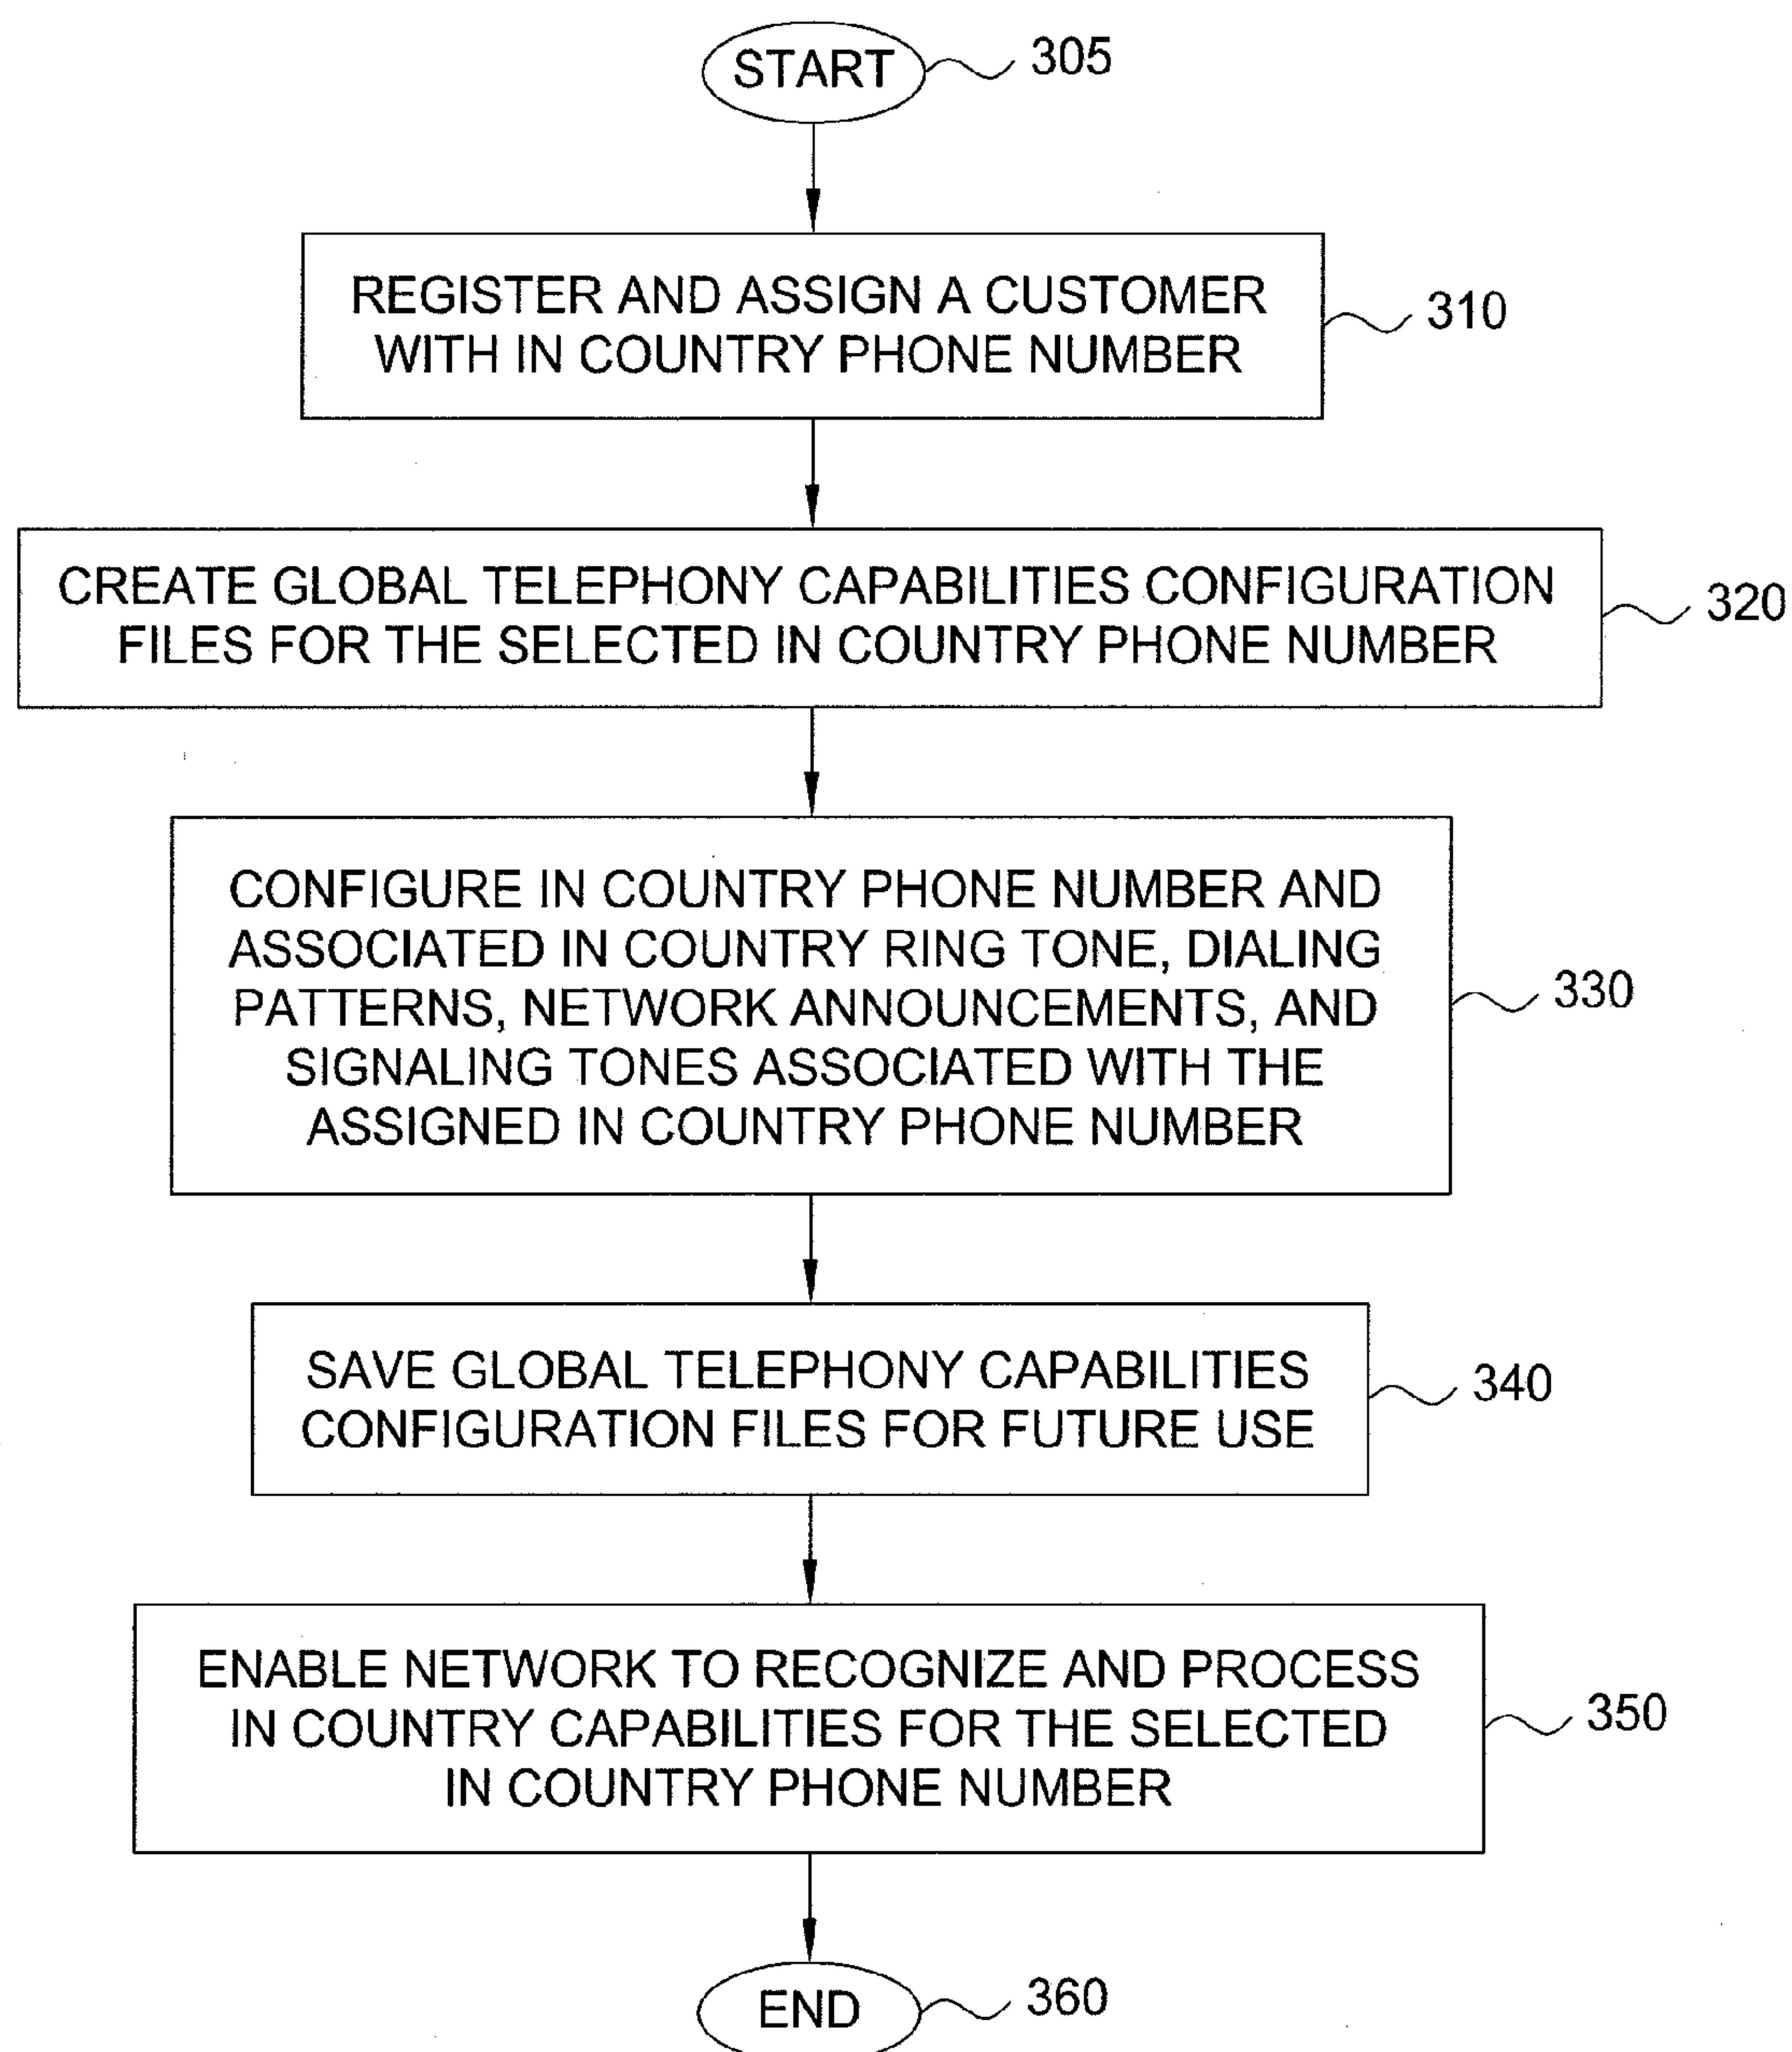 START
305
REGISTER AND ASSIGN A CUSTOMER
WITH IN COUNTRY PHONE NUMBER
310
CREATE GLOBAL TELEPHONY CAPABILITIES CONFIGURATION
FILES FOR THE SELECTED IN COUNTRY PHONE NUMBER
320
CONFIGURE IN COUNTRY PHONE NUMBER AND
ASSOCIATED IN COUNTRY RING TONE, DIALING
PATTERNS, NETWORK ANNOUNCEMENTS, AND
SIGNALING TONES ASSOCIATED WITH THE
ASSIGNED IN COUNTRY PHONE NUMBER
330
SAVE GLOBAL TELEPHONY CAPABILITIES
CONFIGURATION FILES FOR FUTURE USE
340
ENABLE NETWORK TO RECOGNIZE AND PROCESS
IN COUNTRY CAPABILITIES FOR THE SELECTED
IN COUNTRY PHONE NUMBER
350
END
360